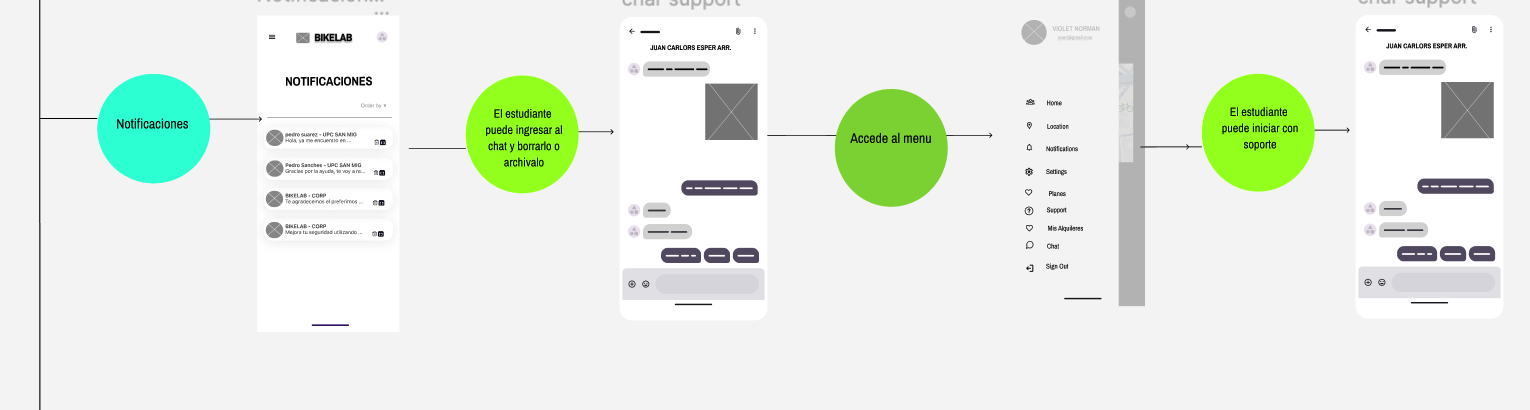 Notificacion...
...
char support
char support
Notificaciones
BIKELAB
NOTIFICACIONES
Order by
pedro suarez - UPC SAN MIG
Hola, ya me encuentro en ...
Pedro Sanches - UPC SAN MIG
Gracias por la ayuda, te voy a re...
BIKELAB - CORP
Te agradecemos el preferirnos ...
BIKELAB - CORP
Mejora tu seguridad utilizando ...
El estudiante
puede ingresar al
chat y borrarlo o
archivalo
JUAN CARLORS ESPER ARR.
Accede al menu
VIOLET NORMAN
Home
Location
Notifications
Settings
Planes
Support
Mis Alquileres
Chat
Sign Out
El estudiante
puede iniciar con
soporte
JUAN CARLORS ESPER ARR.